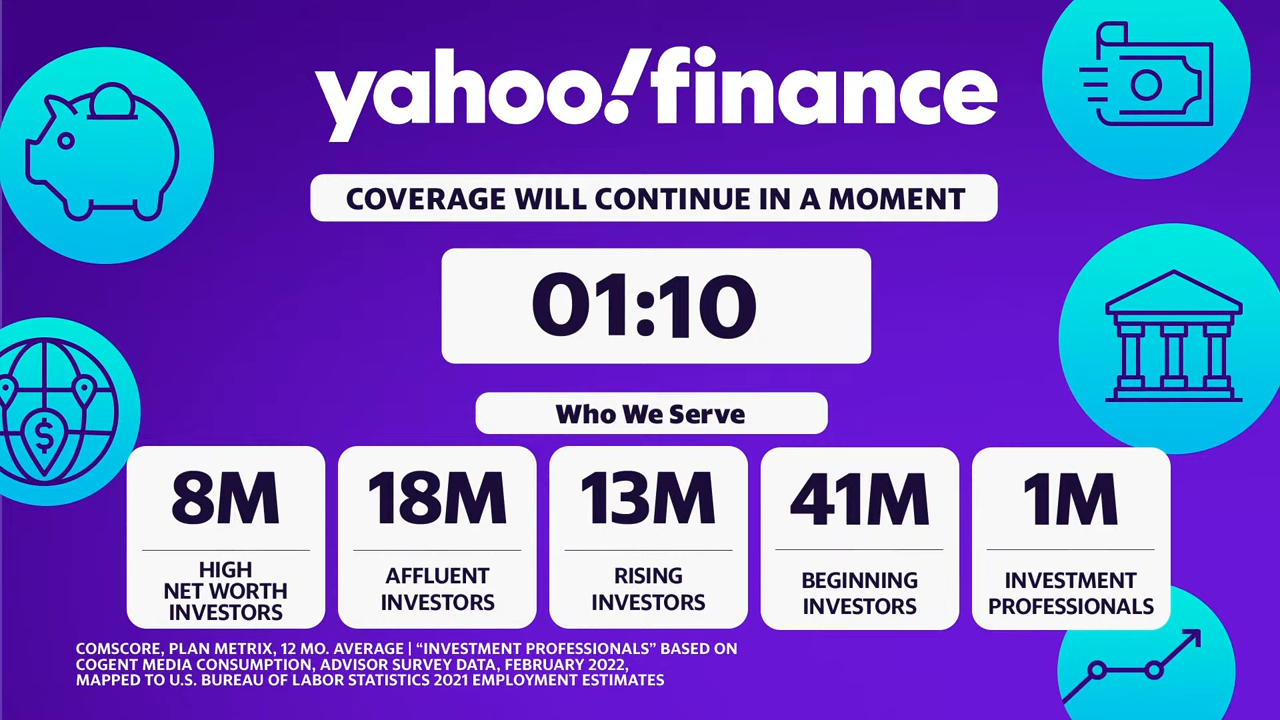 yahoo!finance
COVERAGE WILL CONTINUE IN A MOMENT
01:10
Who We Serve
8M
HIGH
NET WORTH
INVESTORS
18M
AFFLUENT
INVESTORS
13M
RISING
INVESTORS
41M
BEGINNING
INVESTORS
1M
INVESTMENT
PROFESSIONALS
$
COMSCORE, PLAN METRIX, 12 MO. AVERAGE | “INVESTMENT PROFESSIONALS” BASED ON
COGENT MEDIA CONSUMPTION, ADVISOR SURVEY DATA, FEBRUARY 2022,
MAPPED TO U.S. BUREAU OF LABOR STATISTICS 2021 EMPLOYMENT ESTIMATES